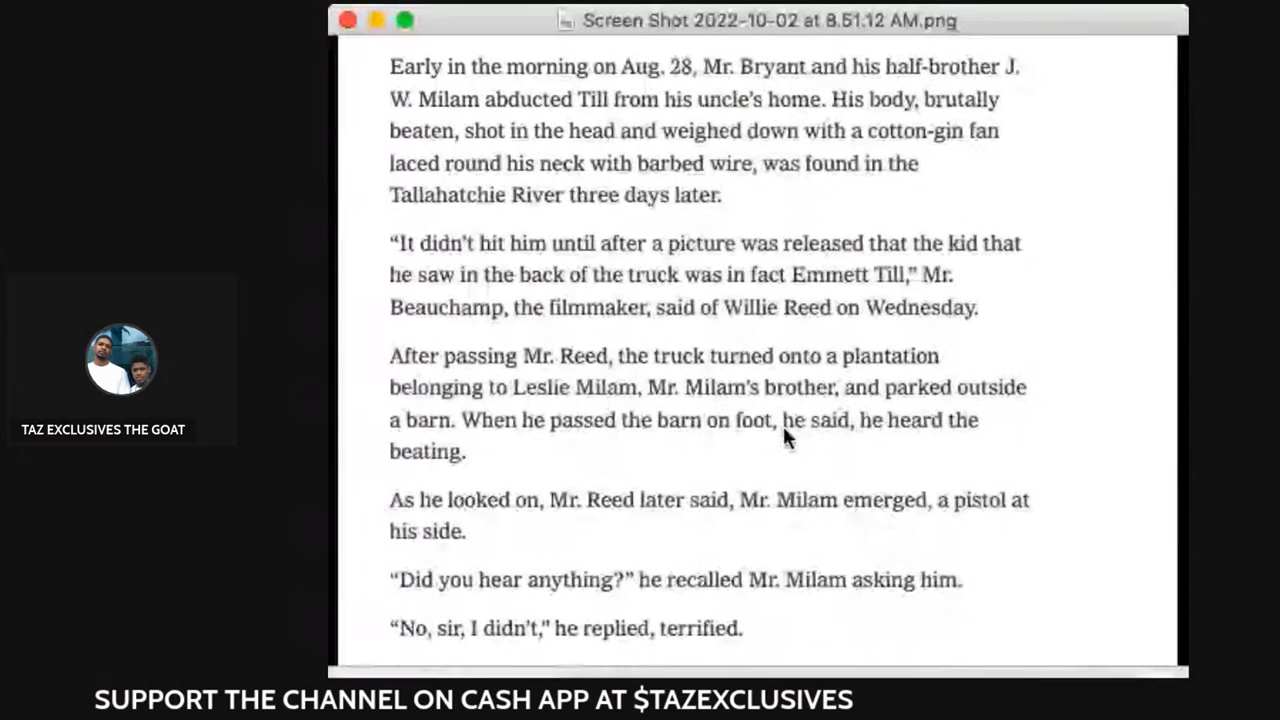 Screen Shot 2022-10-02 at 8.51.12 AM.png
Early in the morning on Aug. 28, Mr. Bryant and his half-brother J.
W. Milam abducted Till from his uncle’s home. His body, brutally
beaten, shot in the head and weighed down with a cotton-gin fan
laced round his neck with barbed wire, was found in the
Tallahatchie River three days later.
“It didn’t hit him until after a picture was released that the kid that
he saw in the back of the truck was in fact Emmett Till,” Mr.
Beauchamp, the filmmaker, said of Willie Reed on Wednesday.
After passing Mr. Reed, the truck turned onto a plantation
belonging to Leslie Milam, Mr. Milam’s brother, and parked outside
a barn. When he passed the barn on foot, he said, he heard the
beating.
As he looked on, Mr. Reed later said, Mr. Milam emerged, a pistol at
his side.
“Did you hear anything?” he recalled Mr. Milam asking him.
“No, sir, I didn’t,” he replied, terrified.
TAZ EXCLUSIVES THE GOAT
SUPPORT THE CHANNEL ON CASH APP AT $TAZEXCLUSIVES